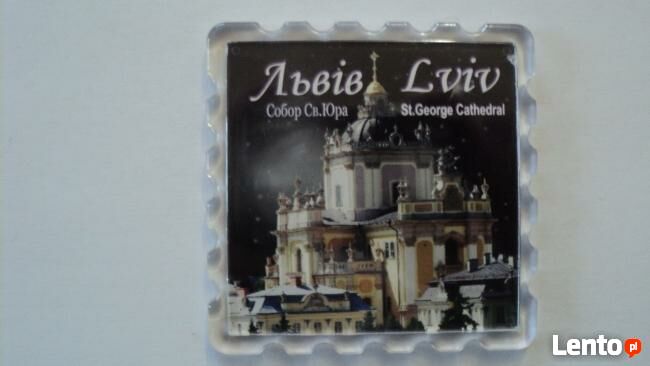 Львів Lviv
Собор Св.Юра St.George Cathedral
Lento pl